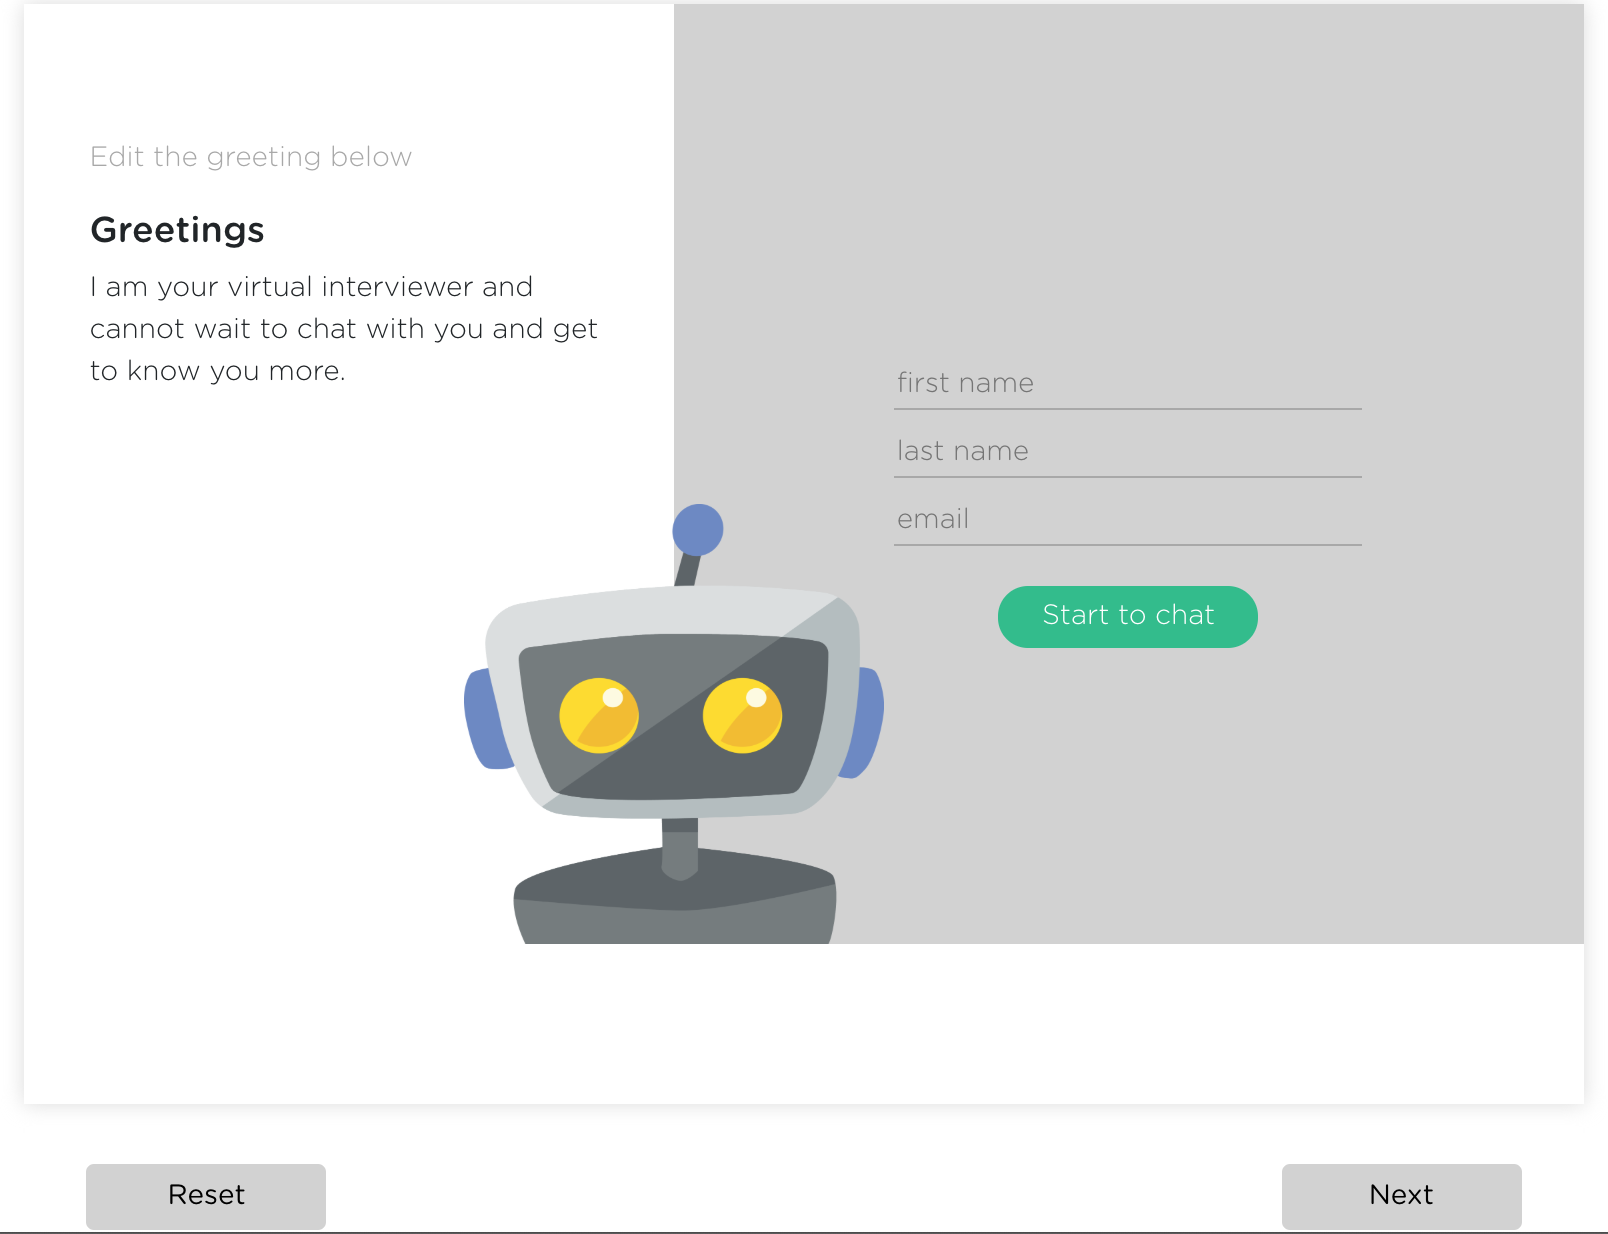 Edit the greeting below
Greetings
I am your virtual interviewer and
cannot wait to chat with you and get
to know you more.
first name
last name
email
Start to chat
Reset
Next